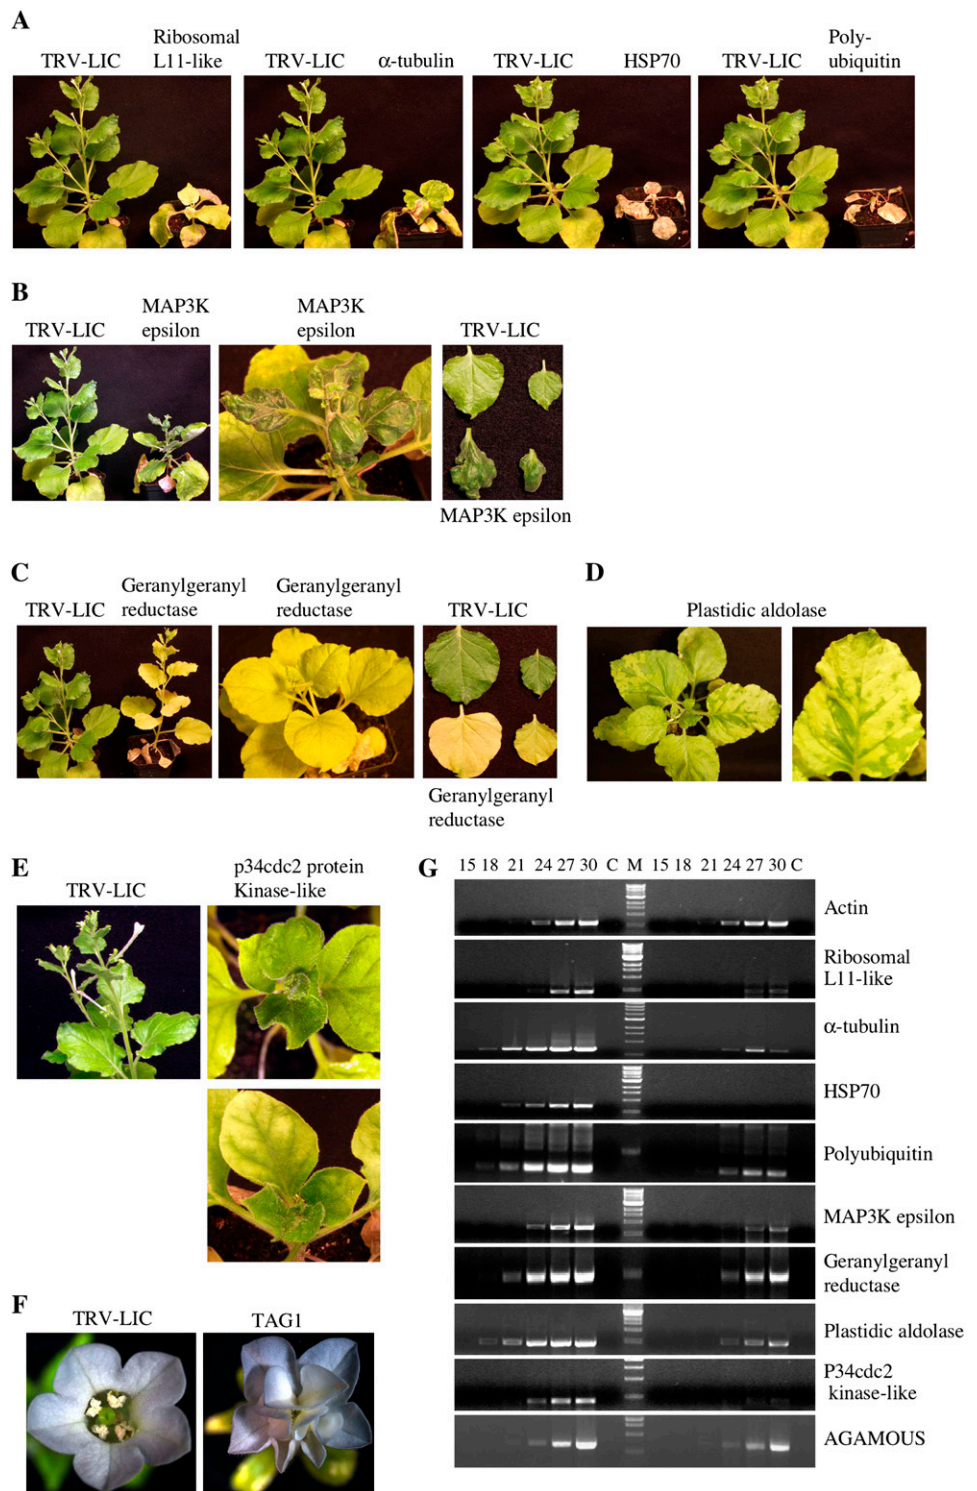 A
TRV-LIC
Ribosomal
L11-like
TRV-LIC
α-tubulin
TRV-LIC
HSP70
TRV-LIC
Poly-
ubiquitin
B
TRV-LIC
MAP3K
epsilon
MAP3K
epsilon
TRV-LIC
MAP3K epsilon
C
TRV-LIC
Geranylgeranyl
reductase
Geranylgeranyl
reductase
TRV-LIC
Geranylgeranyl
reductase
D
Plastidic aldolase
E
TRV-LIC
p34cdc2 protein
Kinase-like
F
TRV-LIC
TAG1
G
15 18 21 24 27 30 C M 15 18 21 24 27 30 C
Actin
Ribosomal
L11-like
α-tubulin
HSP70
Polyubiquitin
MAP3K epsilon
Geranylgeranyl
reductase
Plastidic aldolase
P34cdc2
kinase-like
AGAMOUS